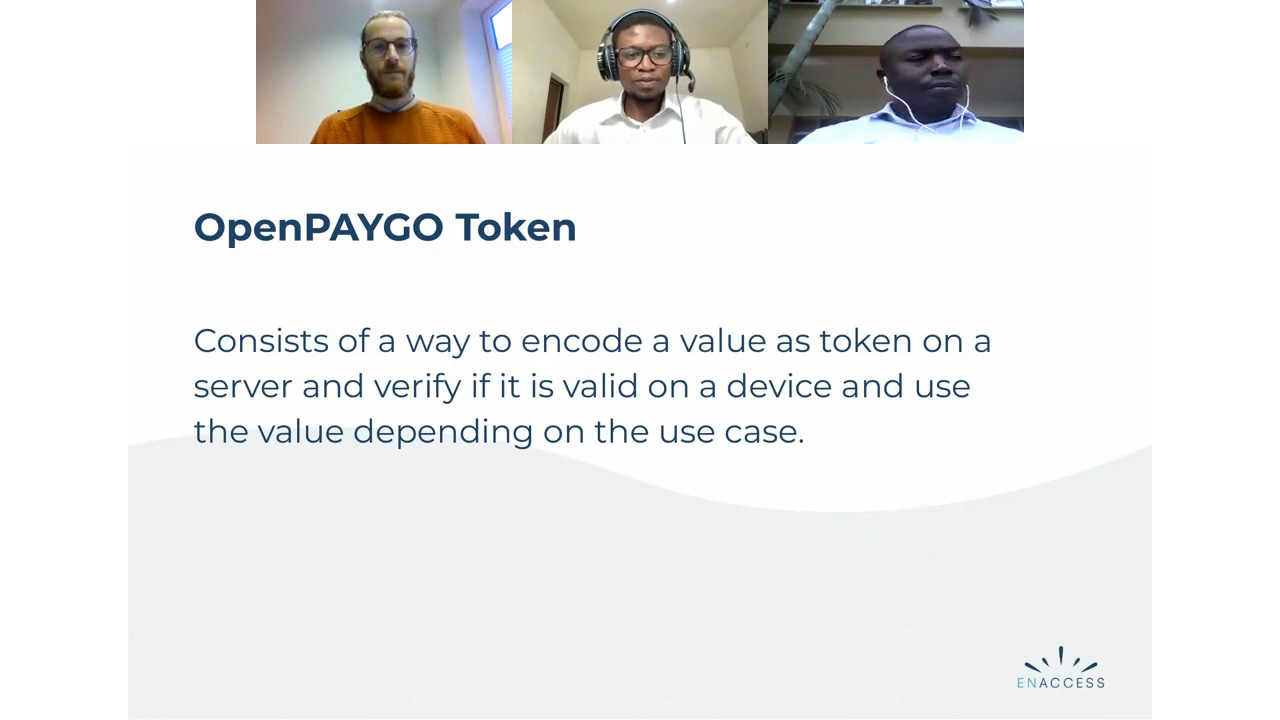 OpenPAYGO Token
Consists of a way to encode a value as token on a
server and verify if it is valid on a device and use
the value depending on the use case.
ENACCESS